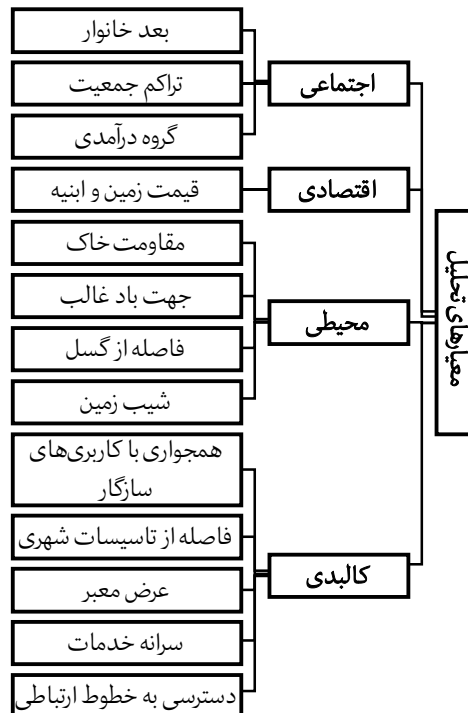 معیارهای تحلیل
اجتماعی
بعد خانوار
تراکم جمعیت
گروه درآمدی
اقتصادی
قیمت زمین و ابنیه
محیطی
مقاومت خاک
جهت باد غالب
فاصله از گسل
شیب زمین
کالبدی
همجواری با کاربری‌های
سازگار
فاصله از تاسیسات شهری
عرض معبر
سرانه خدمات
دسترسی به خطوط ارتباطی